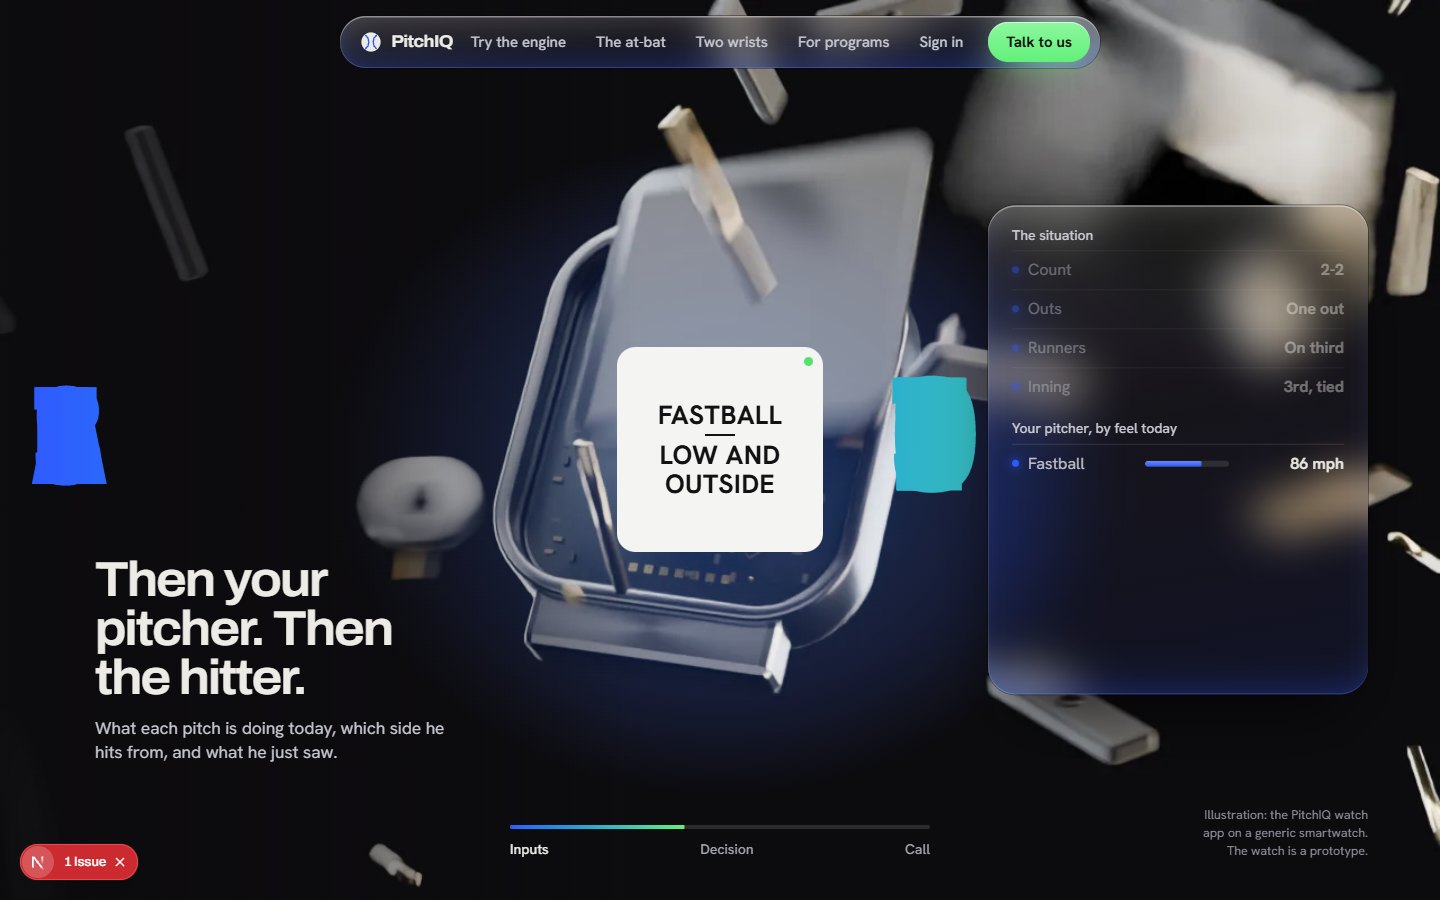 PitchIQ Try the engine The at-bat Two wrists For programs Sign in Talk to us
The situation
Count 2-2
Outs One out
Runners On third
Inning 3rd, tied
Your pitcher, by feel today
Fastball 86 mph
FASTBALL
LOW AND
OUTSIDE
Then your
pitcher. Then
the hitter.
What each pitch is doing today, which side he
hits from, and what he just saw.
Inputs Decision Call
Illustration: the PitchIQ watch
app on a generic smartwatch.
The watch is a prototype.
N 1 Issue